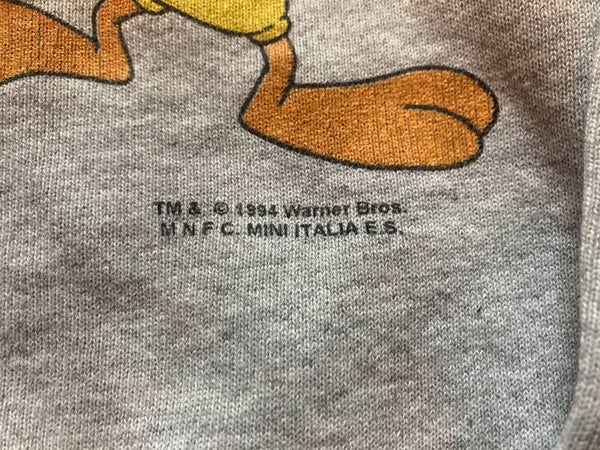 TM & © 1994 Warner Bros.
M N F C. MINI ITALIA E.S.